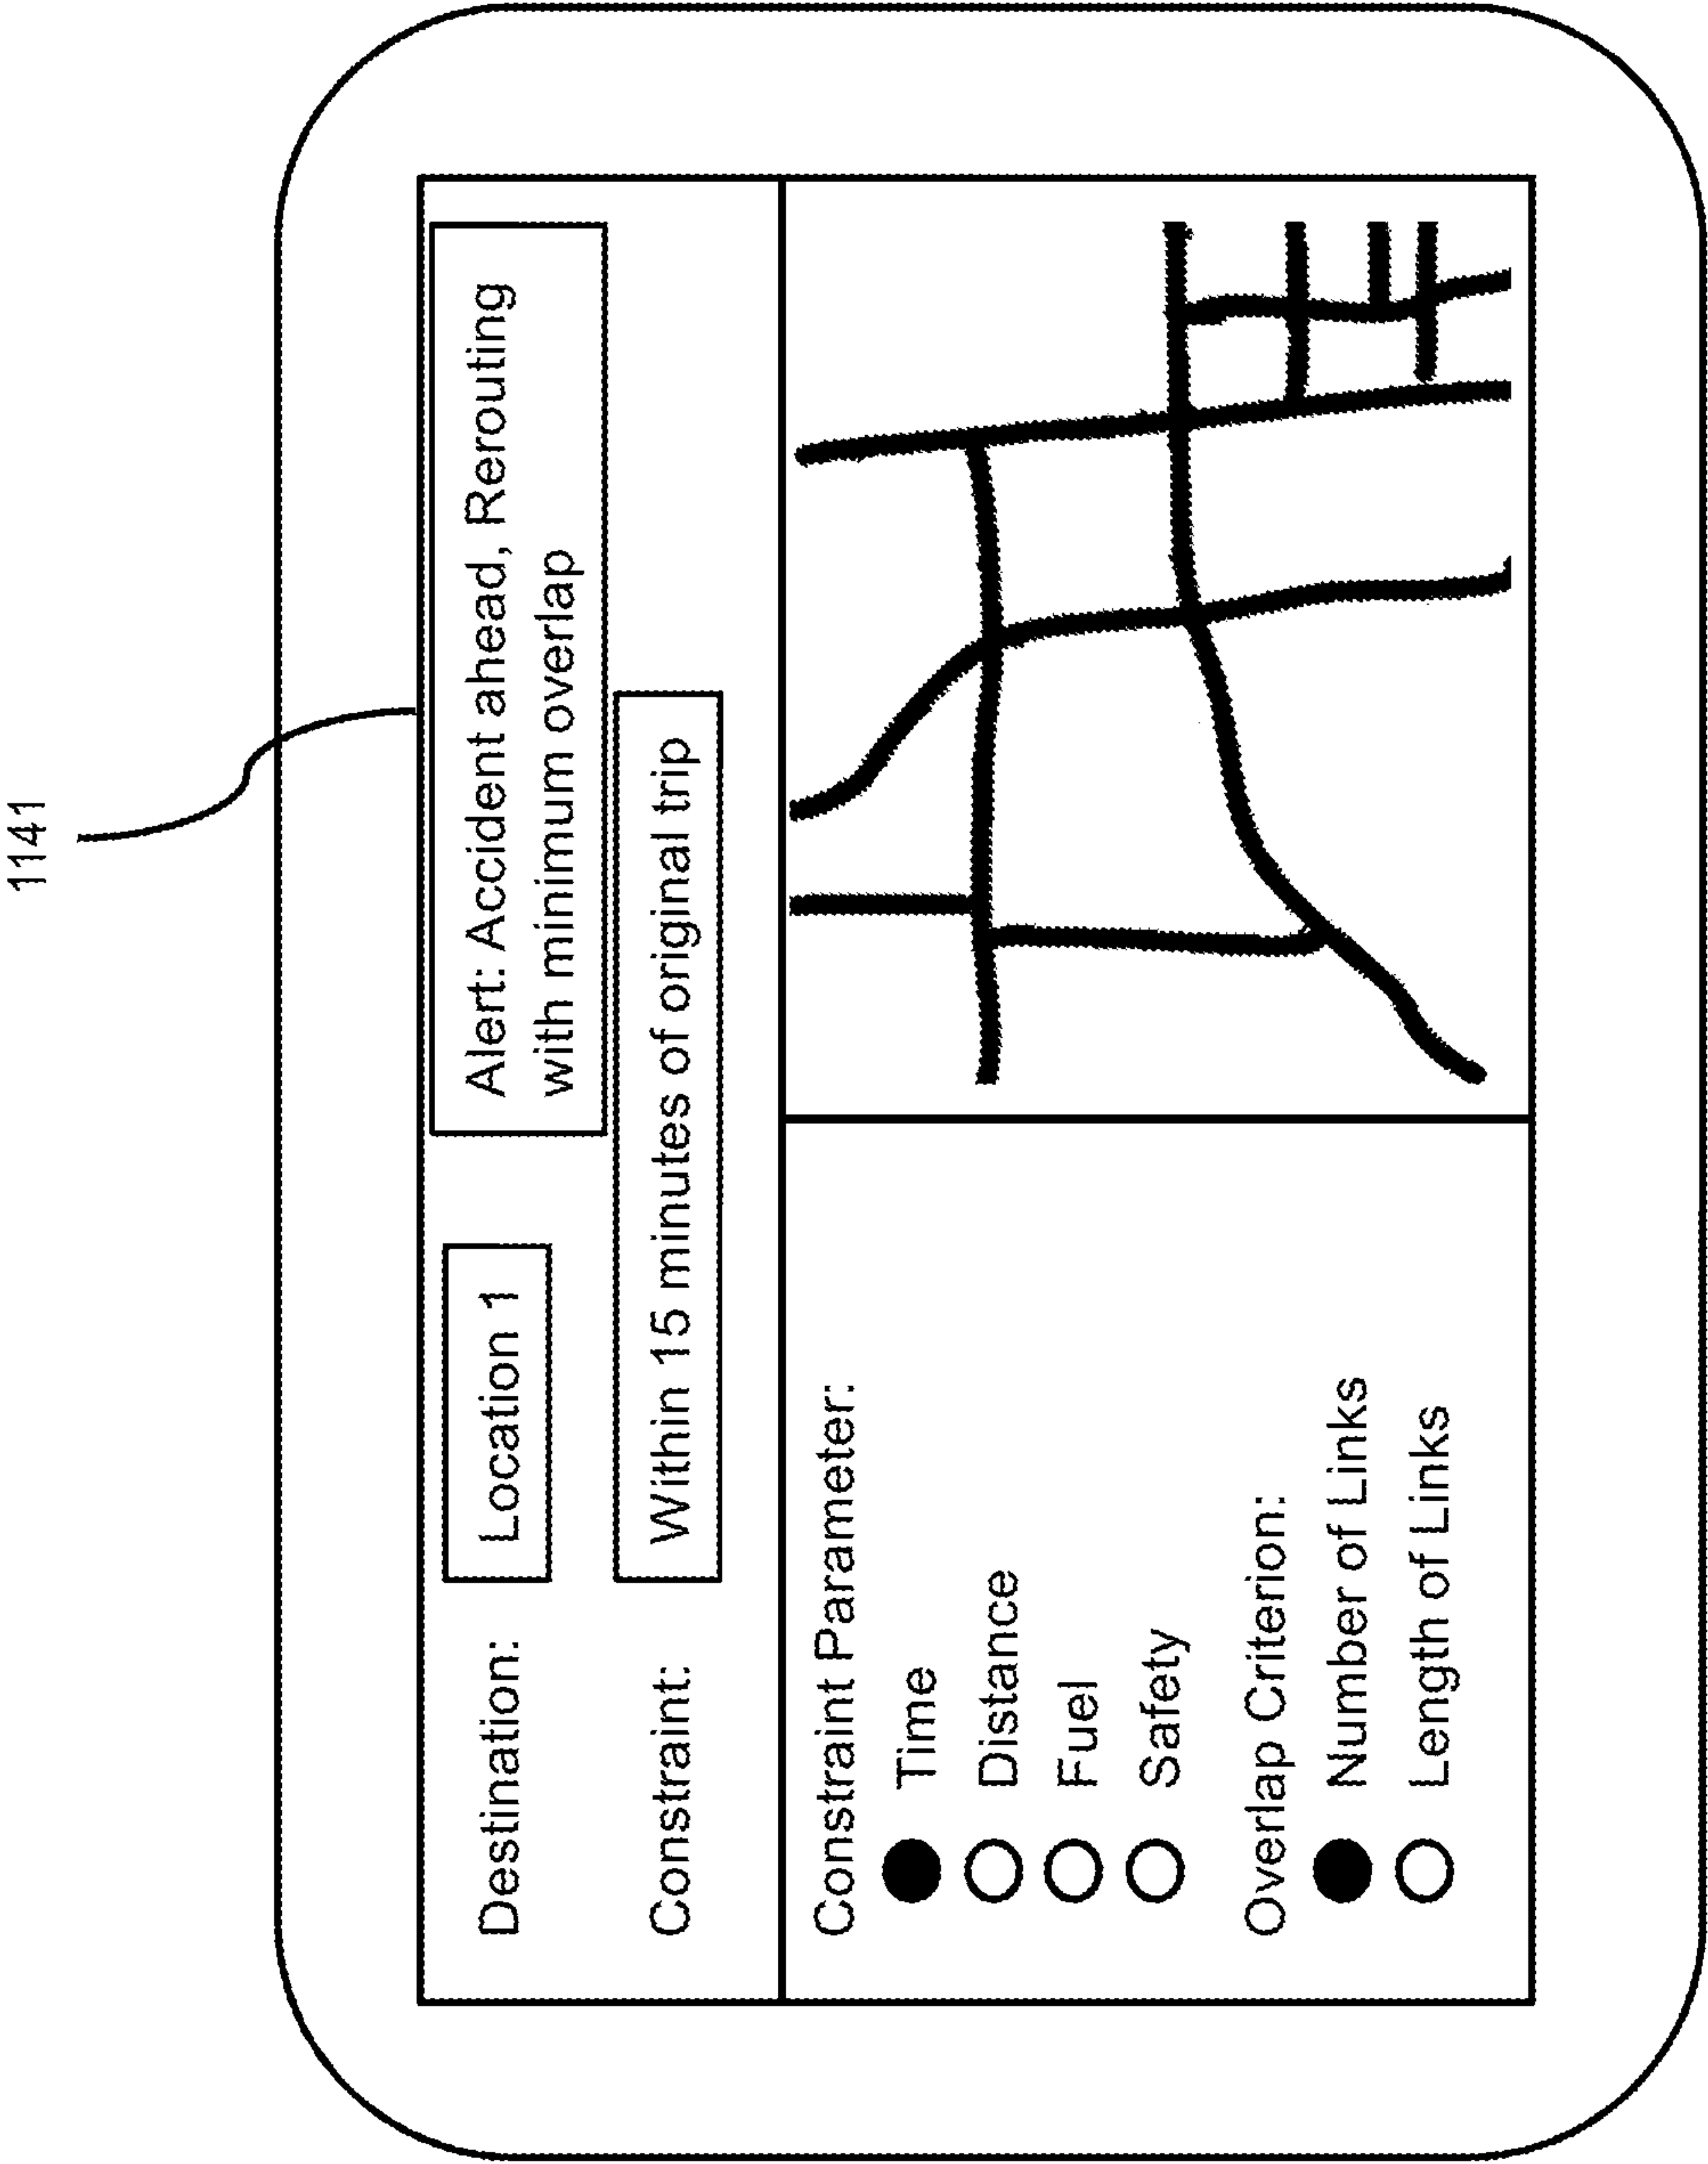 1141
Destination:
Location 1
Alert: Accident ahead, Rerouting
with minimum overlap
Constraint:
Within 15 minutes of original trip
Constraint Parameter:
Time
Distance
Fuel
Safety
Overlap Criterion:
Number of Links
Length of Links